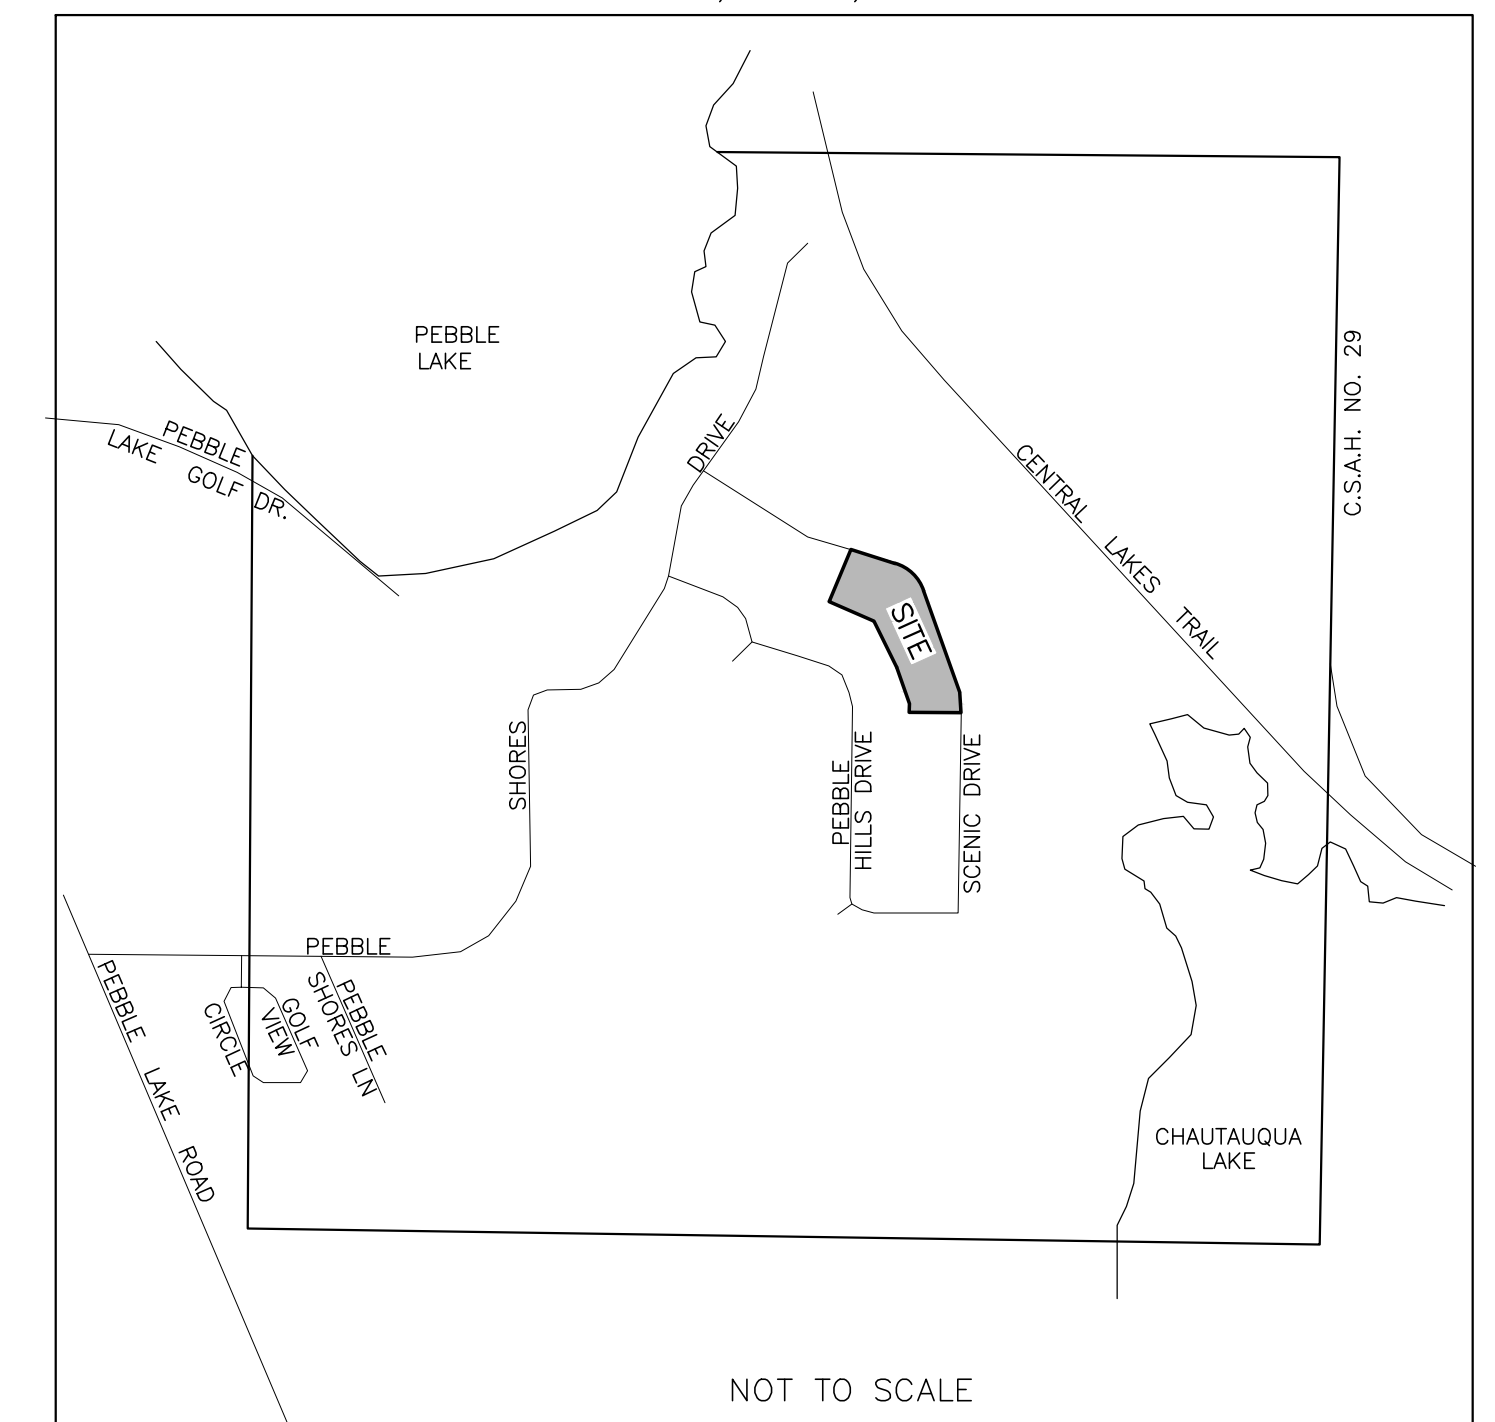 PEBBLE
LAKE
C.S.A.H. NO. 29
PEBBLE
LAKE GOLF DR.
DRIVE
CENTRAL LAKES TRAIL
SITE
SHORES
PEBBLE
HILLS DRIVE
SCENIC DRIVE
PEBBLE
PEBBLE LAKE ROAD
GOLF
VIEW
CIRCLE
PEBBLE
SHORES LN
CHAUTAUQUA
LAKE
NOT TO SCALE